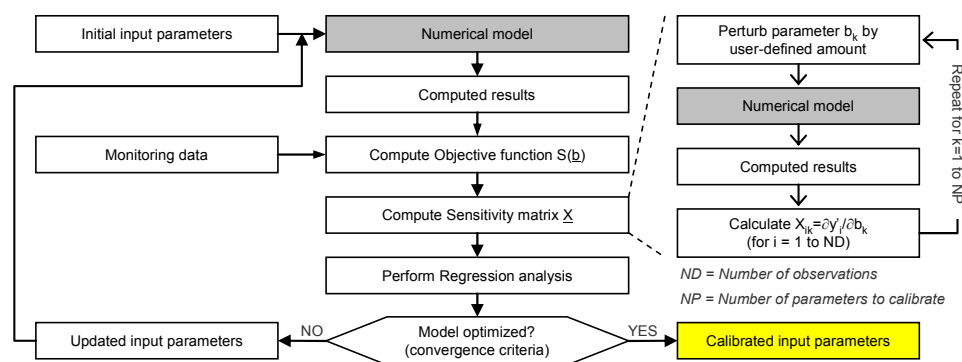 Initial input parameters
Numerical model
Computed results
Monitoring data
Compute Objective function S(b)
Compute Sensitivity matrix X
Perform Regression analysis
Model optimized?
(convergence criteria)
NO
YES
Updated input parameters
Calibrated input parameters
Perturb parameter bk by
user-defined amount
Numerical model
Computed results
Calculate Xik=∂y'i/∂bk
(for i = 1 to ND)
Repeat for k=1 to NP
ND = Number of observations
NP = Number of parameters to calibrate